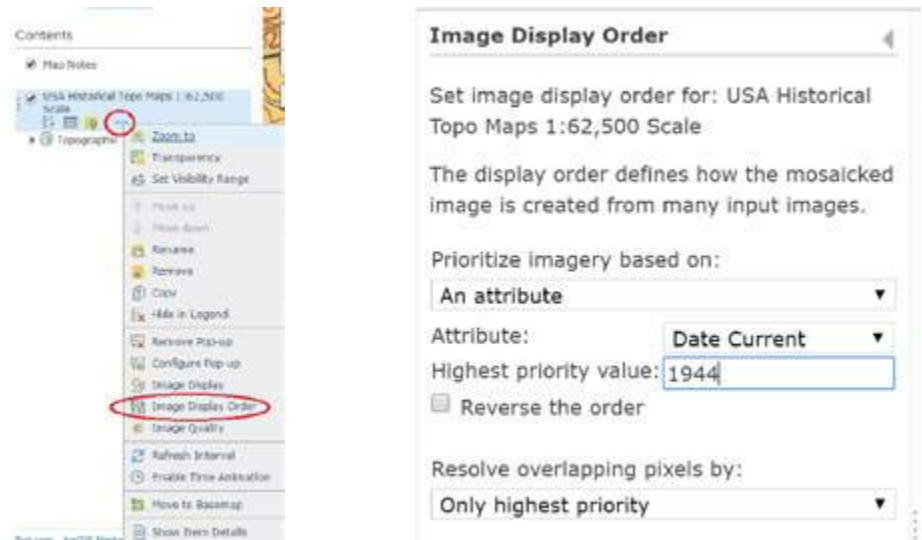 Contents
Map Notes
USA Historical Topo Maps 1:62,500
Scale
Topographic
Zoom to
Transparency
Set Visibility Range
Move up
Move down
Rename
Remove
Copy
Hide in Legend
Remove Pop-up
Configure Pop-up
Image Display
Image Display Order
Image Quality
Refresh Interval
Enable Time Animation
Move to Basemap
Show Item Details
Image Display Order
Set image display order for: USA Historical
Topo Maps 1:62,500 Scale
The display order defines how the mosaicked
image is created from many input images.
Prioritize imagery based on:
An attribute
Attribute: Date Current
Highest priority value: 1944
Reverse the order
Resolve overlapping pixels by:
Only highest priority